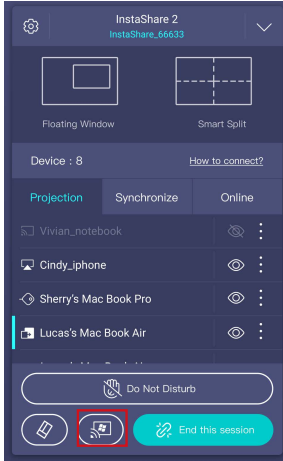 InstaShare 2
InstaShare_66633
Floating Window
Smart Split
Device : 8
How to connect?
Projection
Synchronize
Online
Vivian_notebook
Cindy_iphone
Sherry's Mac Book Pro
Lucas's Mac Book Air
Do Not Disturb
End this session